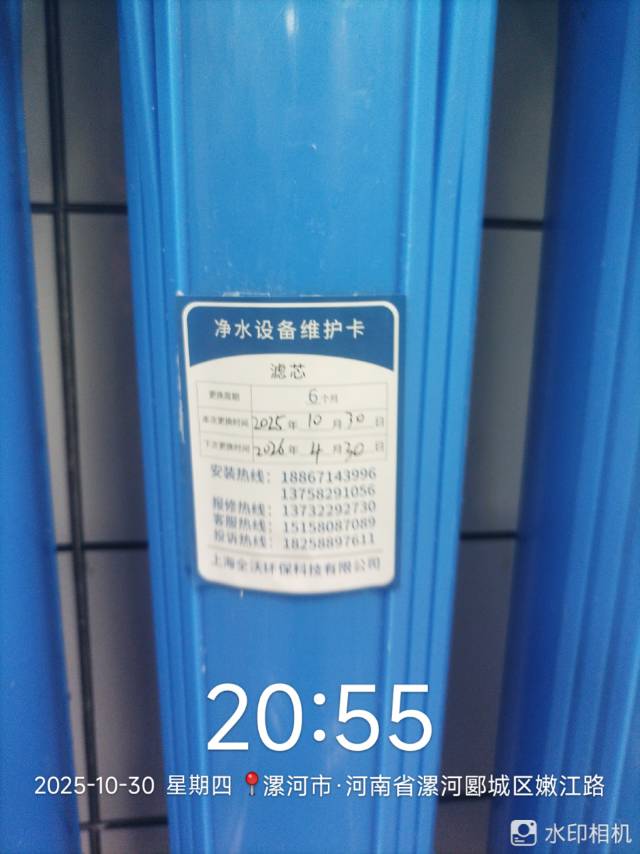 净水设备维护卡
滤芯
更换周期 6个月
本次更换时间 2025年 10月 30日
下次更换时间 2026年 4月 30日
安装热线: 18867143996
13758291056
报修热线: 13732292730
客服热线: 15158087089
投诉热线: 18258897611
上海全沃环保科技有限公司
20:55
2025-10-30 星期四 漯河市·河南省漯河郾城区嫩江路
水印相机